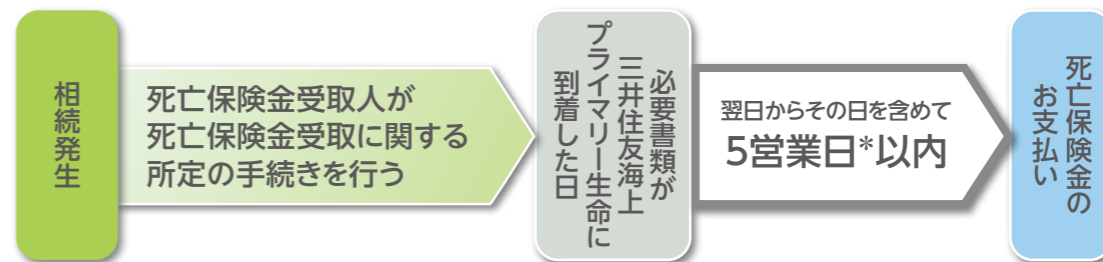 相続発生
死亡保険金受取人が
死亡保険金受取に関する
所定の手続きを行う
必要書類が
三井住友海上
プライマリー生命に
到着した日
翌日からその日を含めて
5営業日*以内
死亡保険金の
お支払い